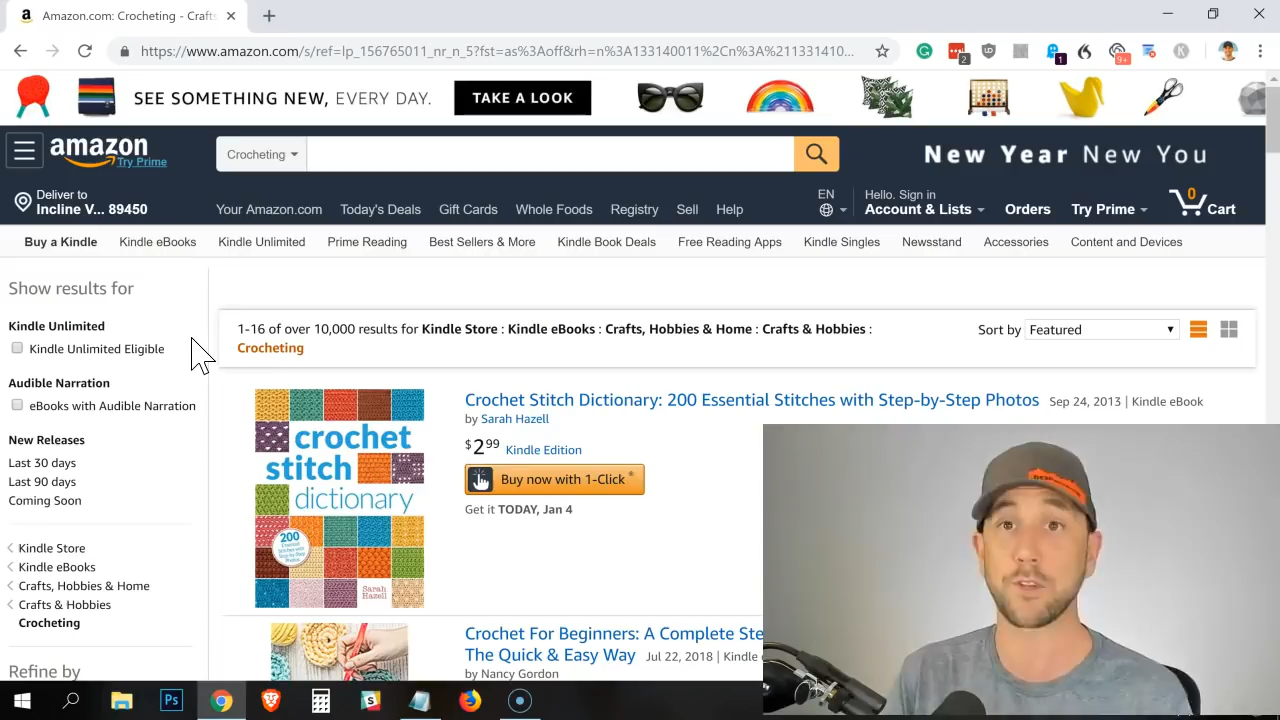 Amazon.com: Crocheting - Crafts
https://www.amazon.com/s/ref=lp_156765011_nr_n_5?fst=as%3Aoff&rh=n%3A133140011%2Cn%3A%211331410...
2
1
9+
SEE SOMETHING NEW, EVERY DAY.
TAKE A LOOK
amazon
Try Prime
Crocheting
New Year New You
Deliver to
Incline V... 89450
Your Amazon.com Today's Deals Gift Cards Whole Foods Registry Sell Help
EN
Hello. Sign in
Account & Lists
Orders
Try Prime
0
Cart
Buy a Kindle Kindle eBooks Kindle Unlimited Prime Reading Best Sellers & More Kindle Book Deals Free Reading Apps Kindle Singles Newsstand Accessories Content and Devices
Show results for
Kindle Unlimited
Kindle Unlimited Eligible
Audible Narration
eBooks with Audible Narration
New Releases
Last 30 days
Last 90 days
Coming Soon
Kindle Store
Kindle eBooks
Crafts, Hobbies & Home
Crafts & Hobbies
Crocheting
Refine by
1-16 of over 10,000 results for Kindle Store : Kindle eBooks : Crafts, Hobbies & Home : Crafts & Hobbies :
Crocheting
Sort by Featured
crochet
stitch
dictionary
200
Sarah
Hazell
Crochet Stitch Dictionary: 200 Essential Stitches with Step-by-Step Photos Sep 24, 2013 | Kindle eBook
by Sarah Hazell
$2.99 Kindle Edition
Buy now with 1-Click ®
Get it TODAY, Jan 4
Crochet For Beginners: A Complete Ste
The Quick & Easy Way Jul 22, 2018 | Kindle
by Nancy Gordon
Ps